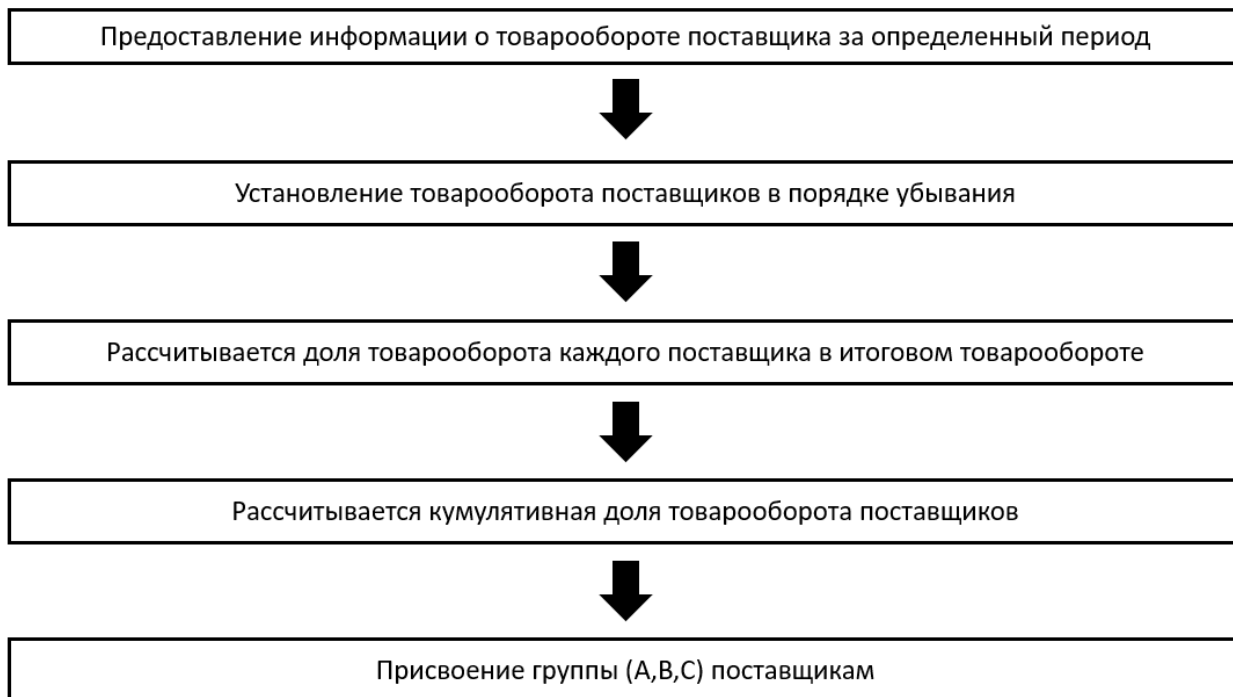 Предоставление информации о товарообороте поставщика за определенный период
Установление товарооборота поставщиков в порядке убывания
Рассчитывается доля товарооборота каждого поставщика в итоговом товарообороте
Рассчитывается кумулятивная доля товарооборота поставщиков
Присвоение группы (А,В,С) поставщикам